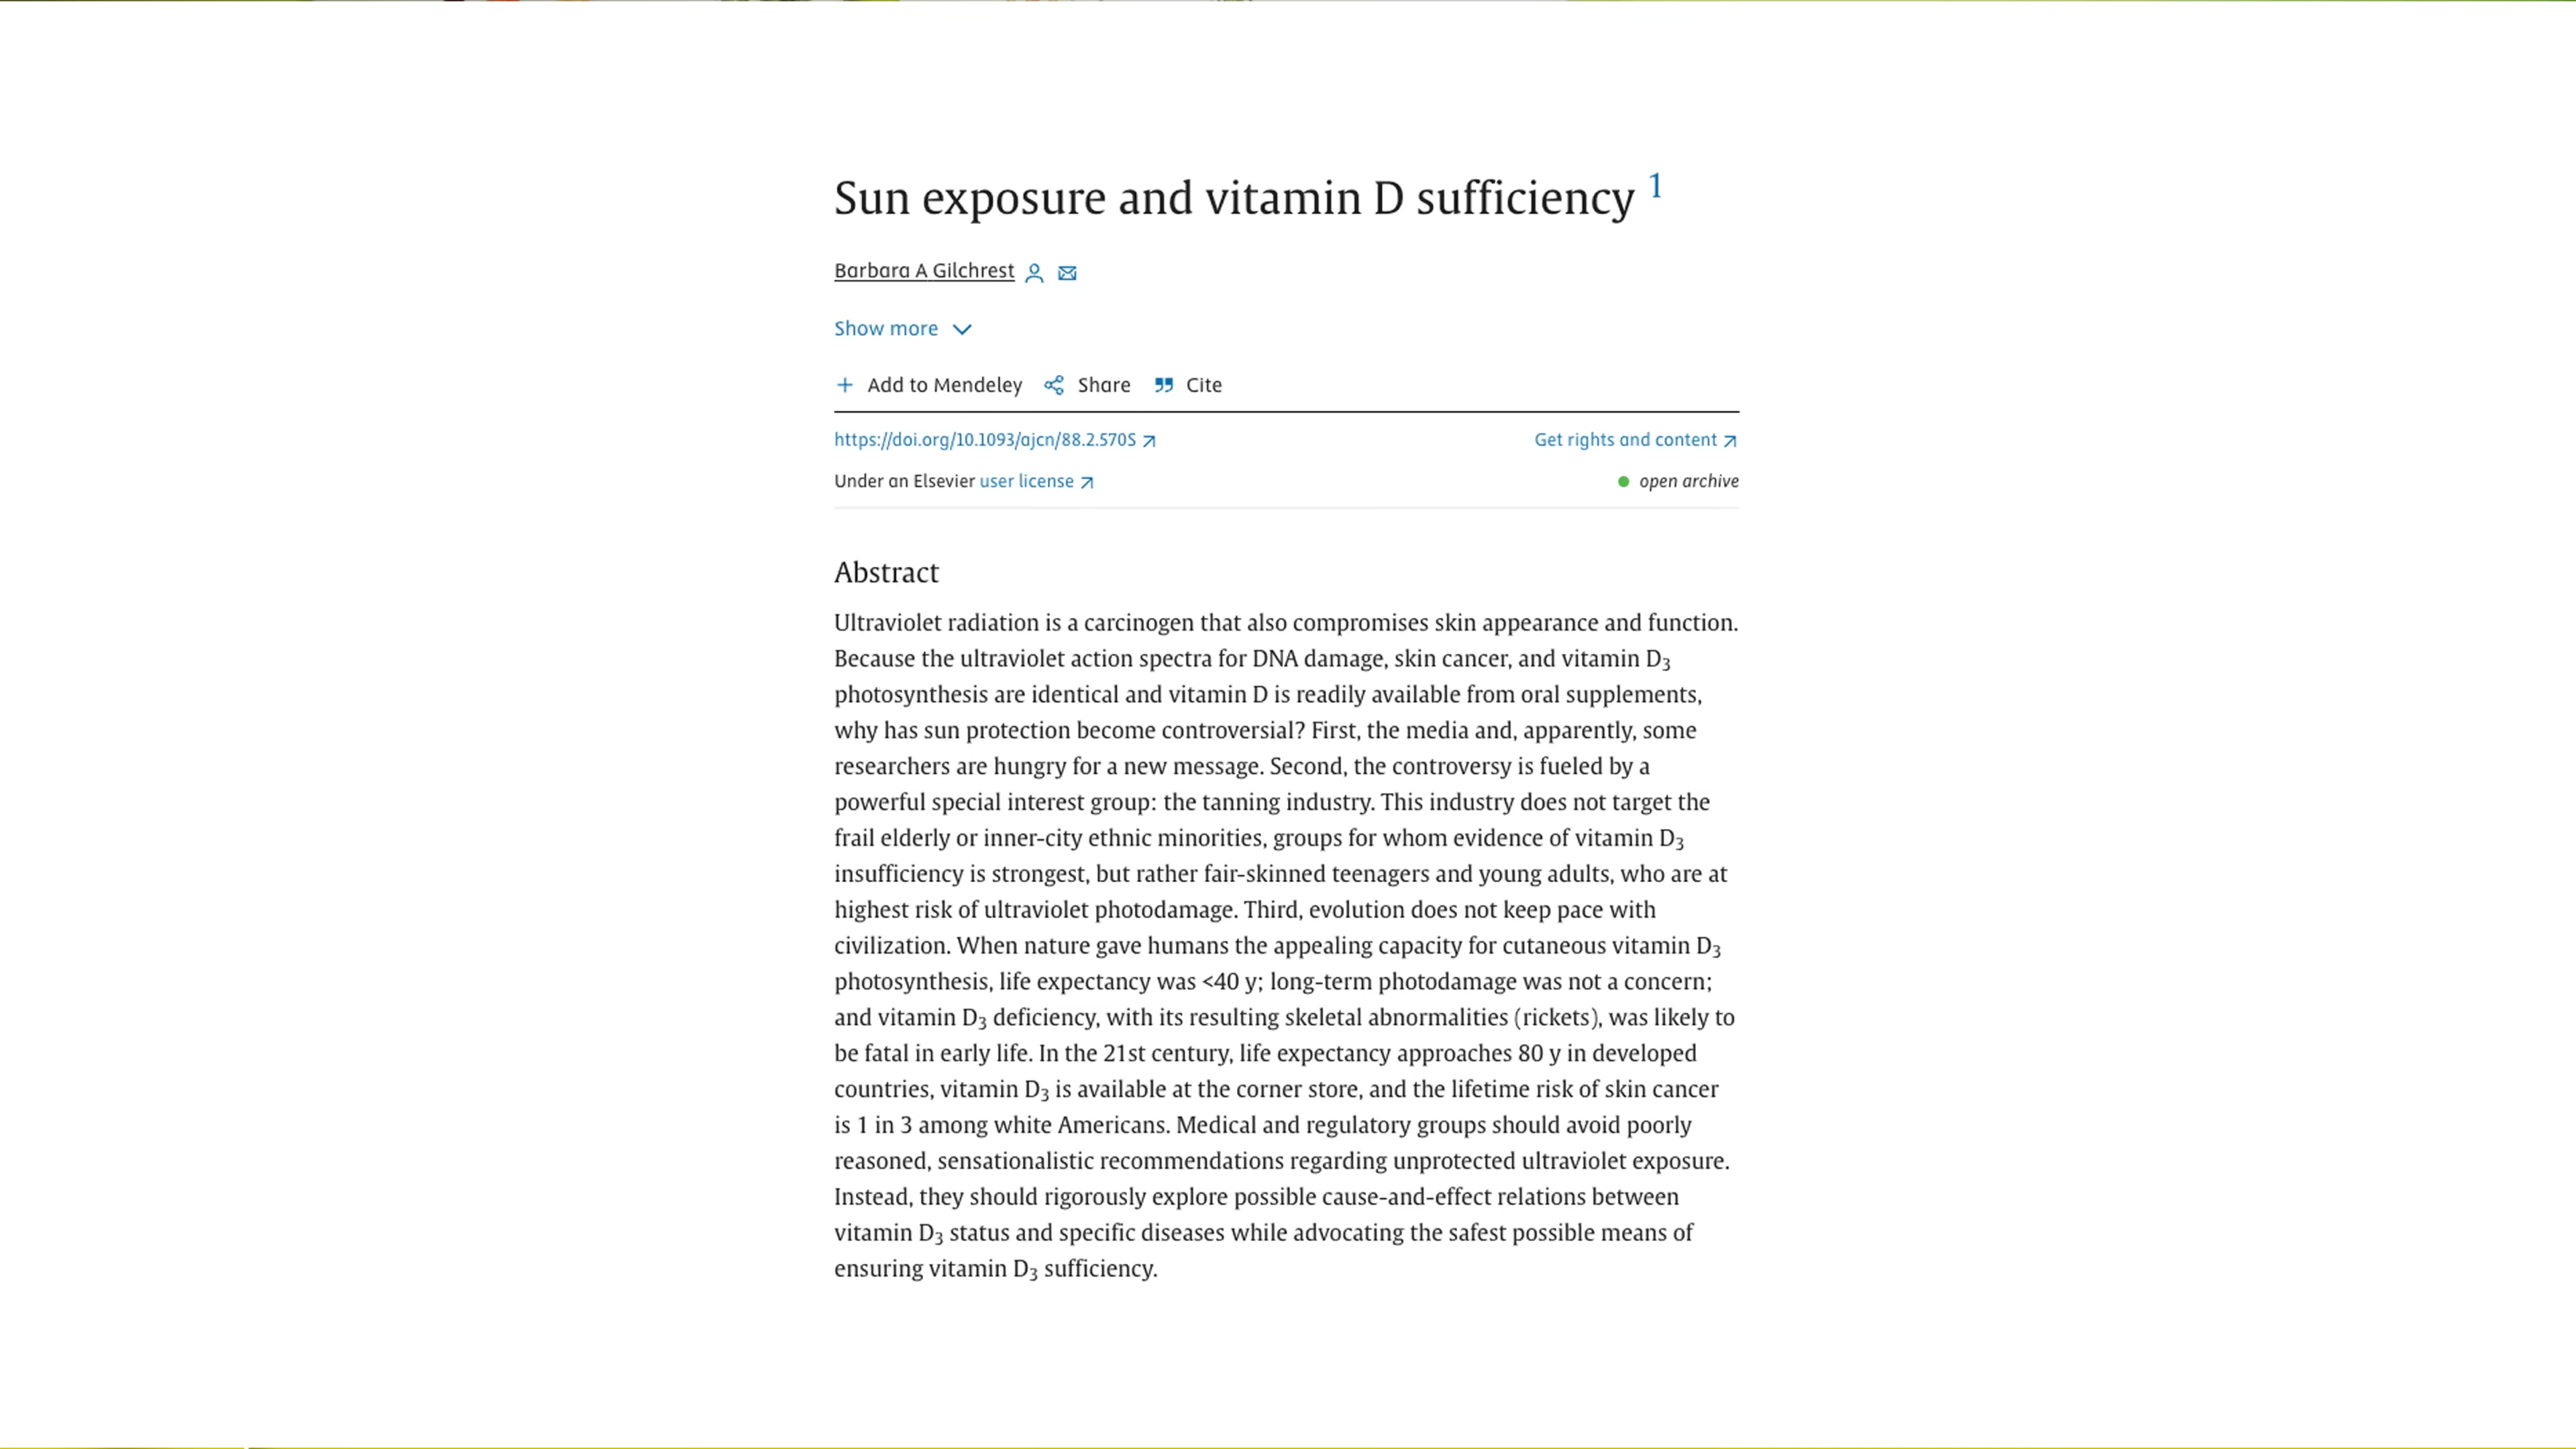 Sun exposure and vitamin D sufficiency 1
Barbara A Gilchrest
Show more
Add to Mendeley Share Cite
https://doi.org/10.1093/ajcn/88.2.570S Get rights and content
Under an Elsevier user license open archive
Abstract
Ultraviolet radiation is a carcinogen that also compromises skin appearance and function.
Because the ultraviolet action spectra for DNA damage, skin cancer, and vitamin D3
photosynthesis are identical and vitamin D is readily available from oral supplements,
why has sun protection become controversial? First, the media and, apparently, some
researchers are hungry for a new message. Second, the controversy is fueled by a
powerful special interest group: the tanning industry. This industry does not target the
frail elderly or inner-city ethnic minorities, groups for whom evidence of vitamin D3
insufficiency is strongest, but rather fair-skinned teenagers and young adults, who are at
highest risk of ultraviolet photodamage. Third, evolution does not keep pace with
civilization. When nature gave humans the appealing capacity for cutaneous vitamin D3
photosynthesis, life expectancy was <40 y; long-term photodamage was not a concern;
and vitamin D3 deficiency, with its resulting skeletal abnormalities (rickets), was likely to
be fatal in early life. In the 21st century, life expectancy approaches 80 y in developed
countries, vitamin D3 is available at the corner store, and the lifetime risk of skin cancer
is 1 in 3 among white Americans. Medical and regulatory groups should avoid poorly
reasoned, sensationalistic recommendations regarding unprotected ultraviolet exposure.
Instead, they should rigorously explore possible cause-and-effect relations between
vitamin D3 status and specific diseases while advocating the safest possible means of
ensuring vitamin D3 sufficiency.